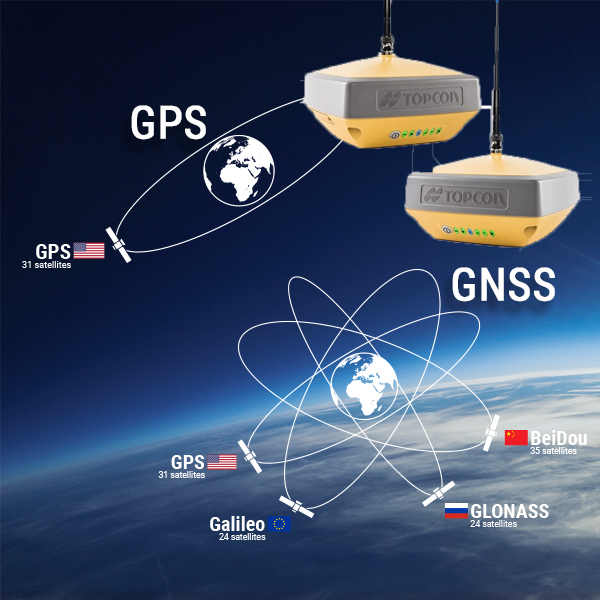 TOPCON
GPS
TOPCON
GPS
31 satellites
GNSS
BeiDou
35 satellites
GPS
31 satellites
GLONASS
24 satellites
Galileo
24 satellites